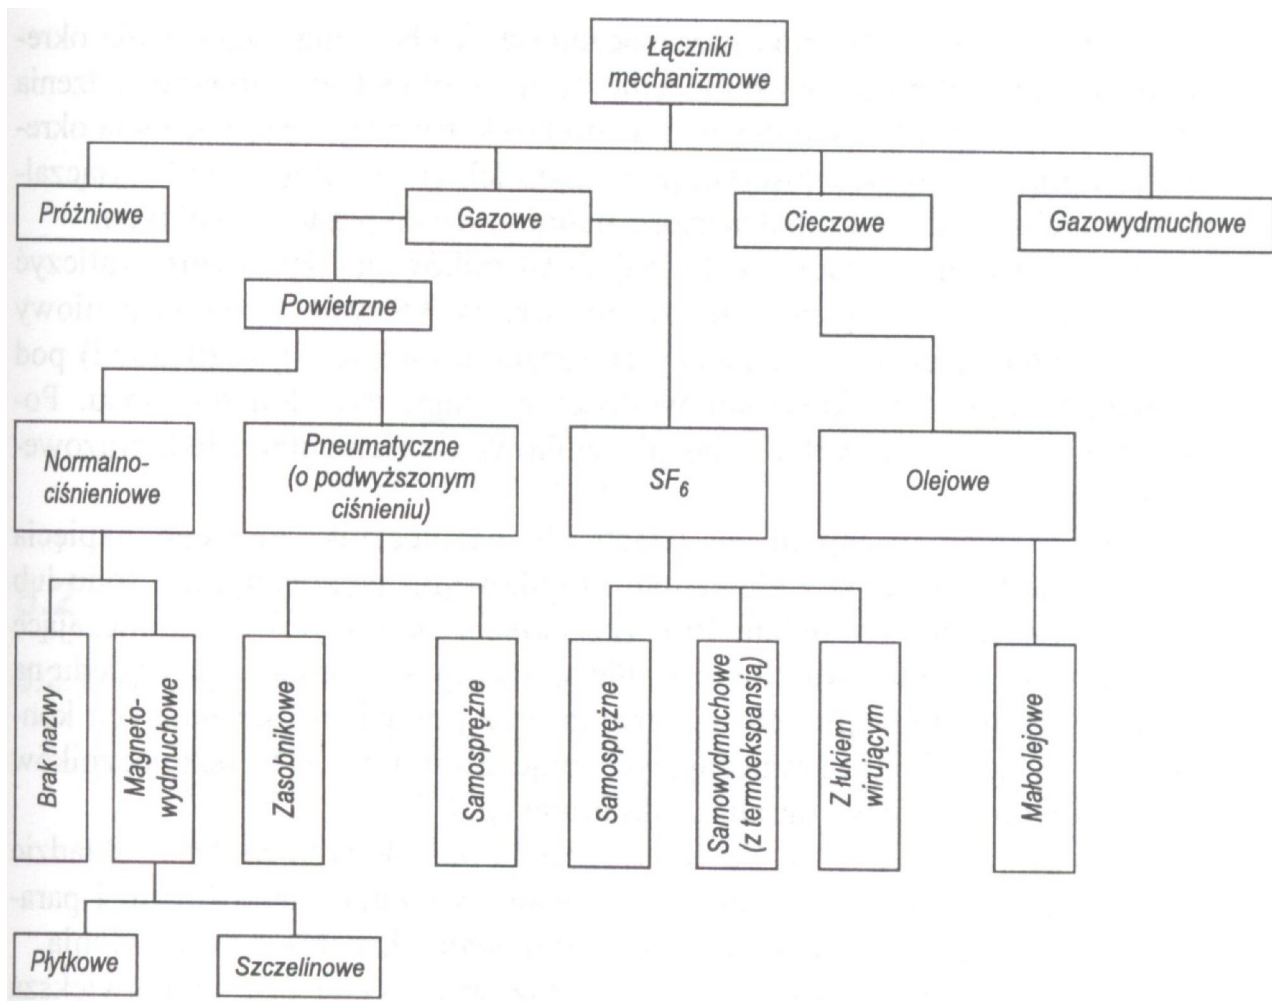 Łączniki
mechanizmowe
Próżniowe
Gazowe
Cieczowe
Gazowydmuchowe
Powietrzne
Normalno-
ciśnieniowe
Pneumatyczne
(o podwyższonym
ciśnieniu)
SF₆
Olejowe
Brak nazwy
Magneto-
wydmuchowe
Zasobnikowe
Samosprężne
Samosprężne
Samowydmuchowe
(z termoekspansją)
Z łukiem
wirującym
Małoolejowe
Płytkowe
Szczelinowe